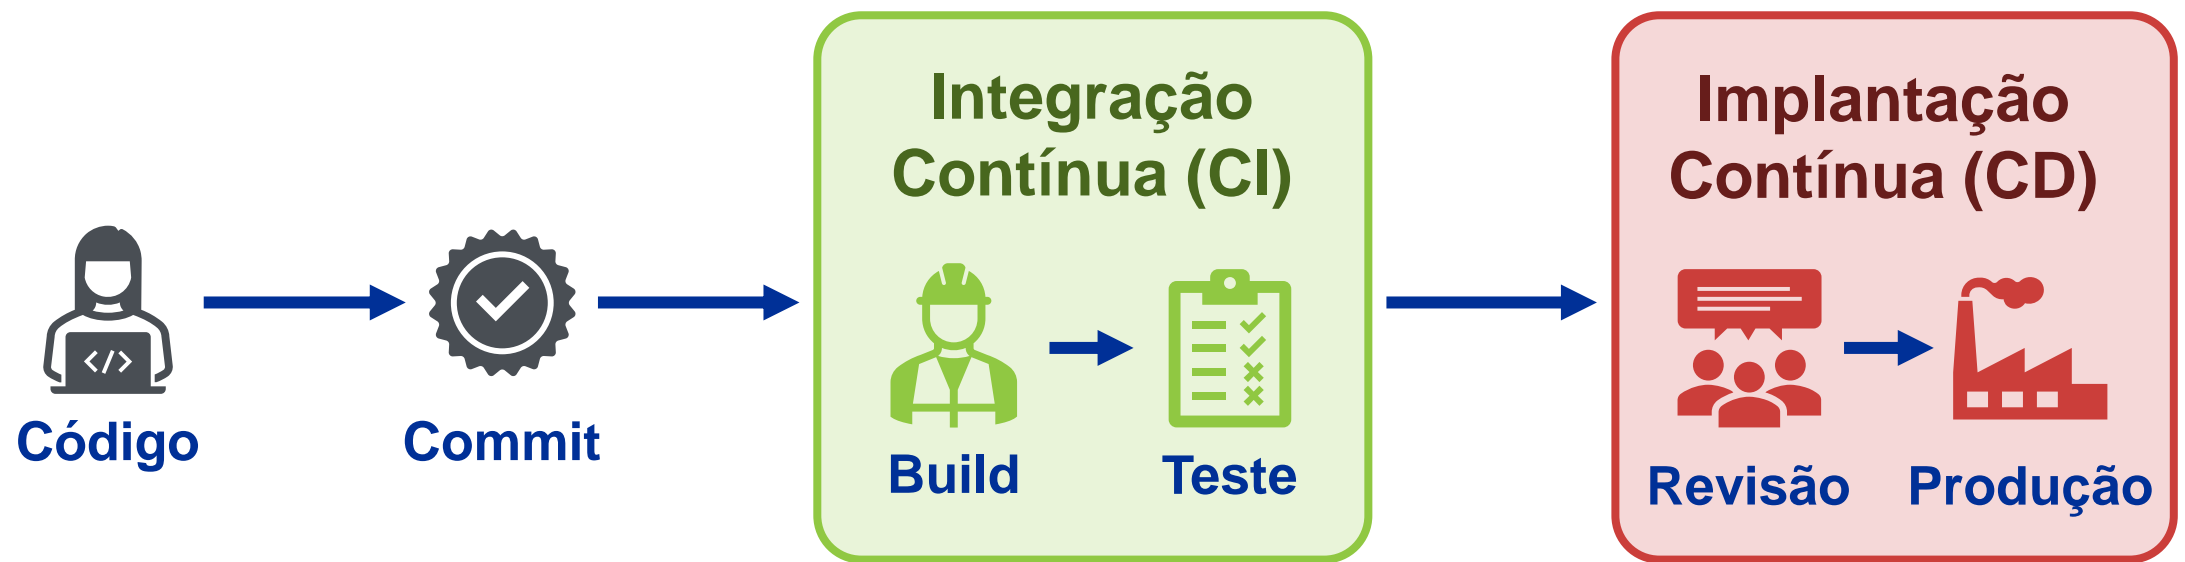 Código
Commit
Integração
Contínua (CI)
</>
Build
Teste
Implantação
Contínua (CD)
Revisão
Produção